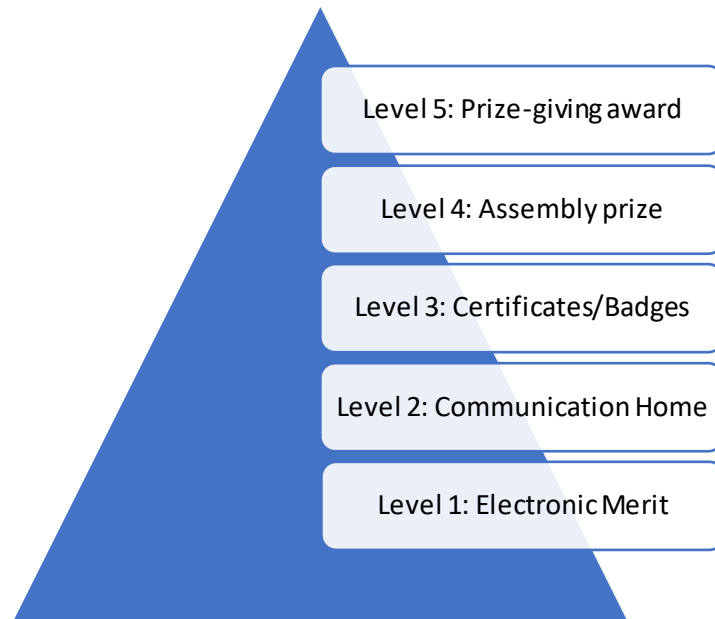 Level 5: Prize-giving award
Level 4: Assembly prize
Level 3: Certificates/Badges
Level 2: Communication Home
Level 1: Electronic Merit